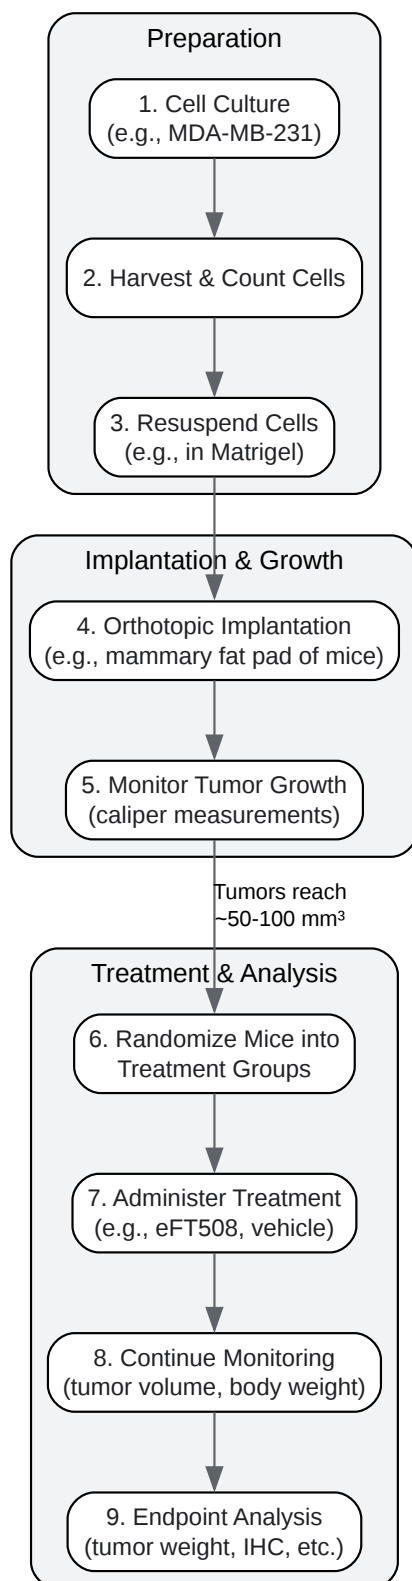 Preparation
1. Cell Culture
(e.g., MDA-MB-231)
2. Harvest & Count Cells
3. Resuspend Cells
(e.g., in Matrigel)
Implantation & Growth
4. Orthotopic Implantation
(e.g., mammary fat pad of mice)
5. Monitor Tumor Growth
(caliper measurements)
Tumors reach
~50-100 mm³
Treatment & Analysis
6. Randomize Mice into
Treatment Groups
7. Administer Treatment
(e.g., eFT508, vehicle)
8. Continue Monitoring
(tumor volume, body weight)
9. Endpoint Analysis
(tumor weight, IHC, etc.)